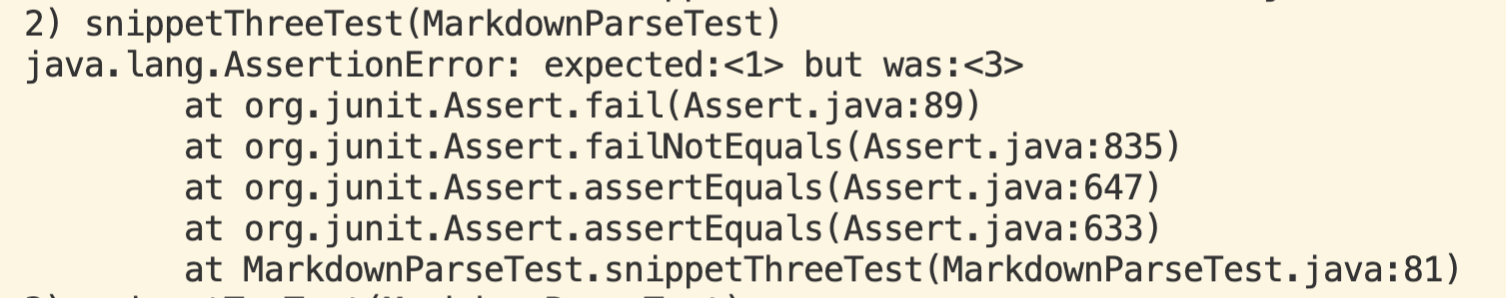 2) snippetThreeTest(MarkdownParseTest)
java.lang.AssertionError: expected:<1> but was:<3>
at org.junit.Assert.fail(Assert.java:89)
at org.junit.Assert.failNotEquals(Assert.java:835)
at org.junit.Assert.assertEquals(Assert.java:647)
at org.junit.Assert.assertEquals(Assert.java:633)
at MarkdownParseTest.snippetThreeTest(MarkdownParseTest.java:81)